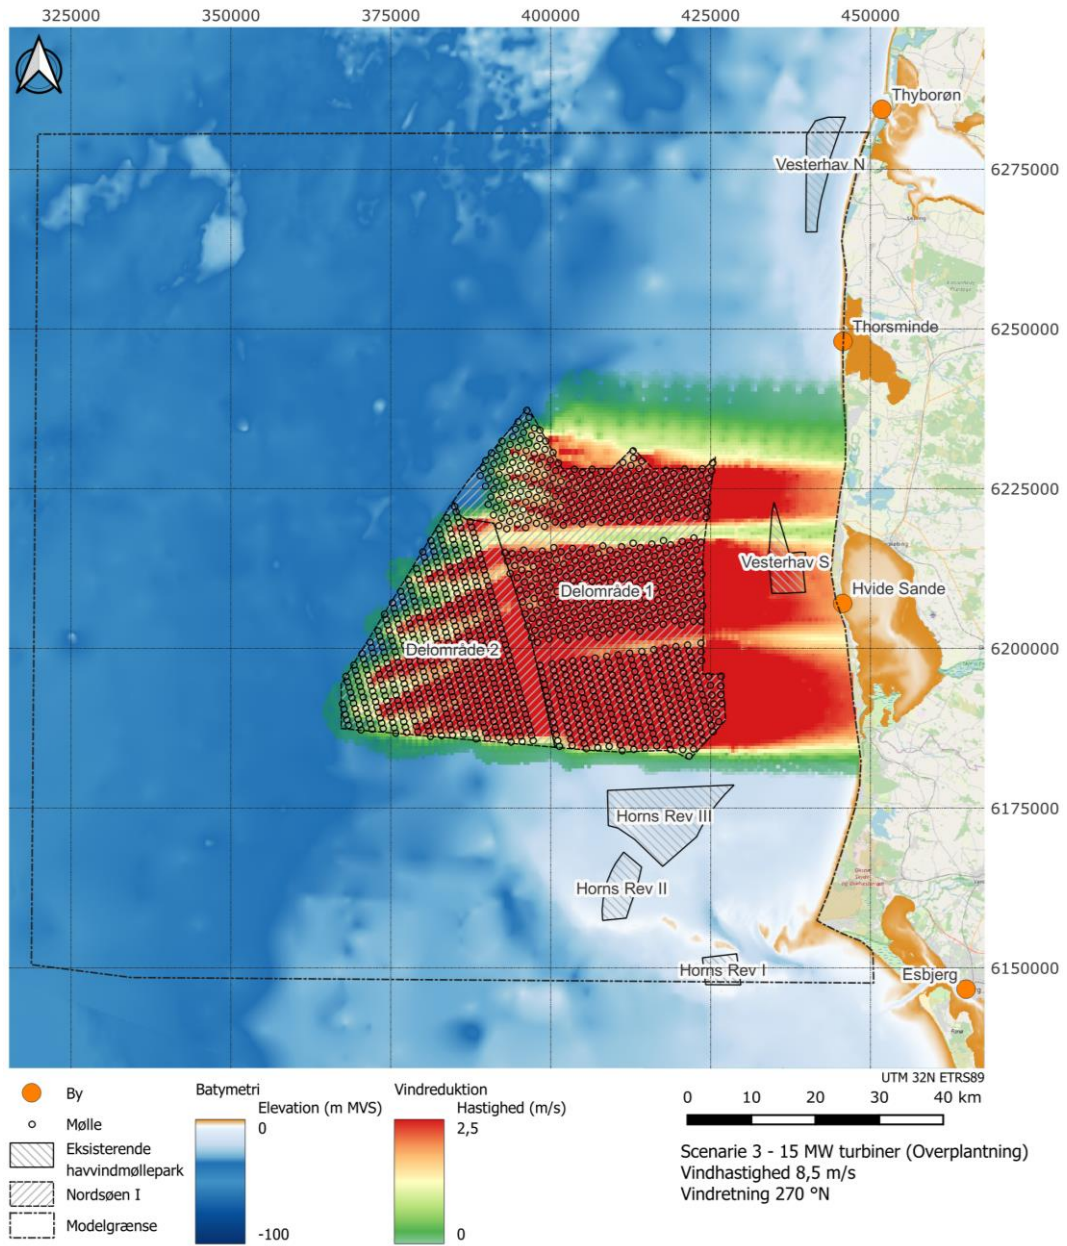 325000 350000 375000 400000 425000 450000
Thyborøn
Vesterhav N
6275000
Thorsminde
6250000
6225000
Vesterhav S
Delområde 1
Hvide Sande
Delområde 2
6200000
6175000
Horns Rev III
Horns Rev II
Horns Rev I
Esbjerg
6150000
UTM 32N ETRS89
By
Mølle
Eksisterende
havvindmøllepark
Nordsøen I
Modelgrænse
Batymetri
Elevation (m MVS)
0
-100
Vindreduktion
Hastighed (m/s)
2,5
0
0 10 20 30 40 km
Scenarie 3 - 15 MW turbiner (Overplantning)
Vindhastighed 8,5 m/s
Vindretning 270 °N